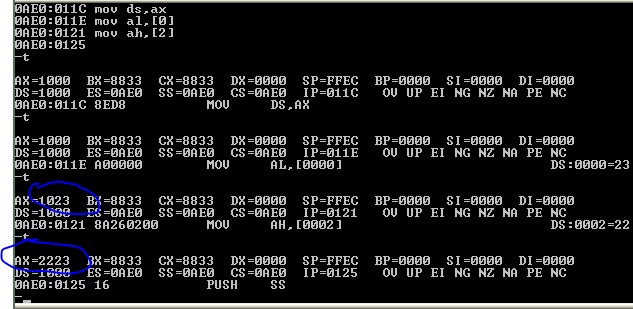 0AE0:011C mov ds,ax
0AE0:011E mov al,[0]
0AE0:0121 mov ah,[2]
0AE0:0125
-t
AX=1000 BX=8833 CX=8833 DX=0000 SP=FFEC BP=0000 SI=0000 DI=0000
DS=1000 ES=0AE0 SS=0AE0 CS=0AE0 IP=011C OV UP EI NG NZ NA PE NC
0AE0:011C 8ED8 MOV DS,AX
-t
AX=1000 BX=8833 CX=8833 DX=0000 SP=FFEC BP=0000 SI=0000 DI=0000
DS=1000 ES=0AE0 SS=0AE0 CS=0AE0 IP=011E OV UP EI NG NZ NA PE NC
0AE0:011E A00000 MOV AL,[0000] DS:0000=23
-t
AX=1023 BX=8833 CX=8833 DX=0000 SP=FFEC BP=0000 SI=0000 DI=0000
DS=1000 ES=0AE0 SS=0AE0 CS=0AE0 IP=0121 OV UP EI NG NZ NA PE NC
0AE0:0121 8A260200 MOV AH,[0002] DS:0002=22
-t
AX=2223 BX=8833 CX=8833 DX=0000 SP=FFEC BP=0000 SI=0000 DI=0000
DS=1000 ES=0AE0 SS=0AE0 CS=0AE0 IP=0125 OV UP EI NG NZ NA PE NC
0AE0:0125 16 PUSH SS
-